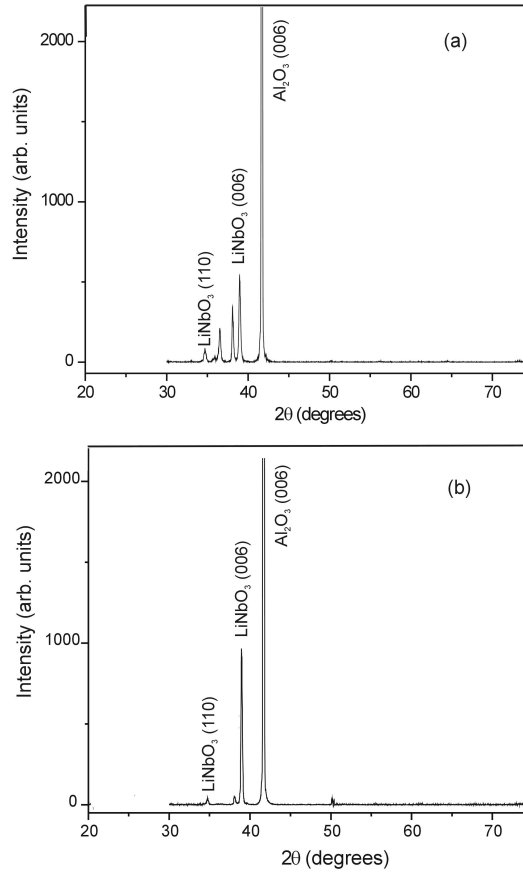 (a)
2000
1000
0
Intensity (arb. units)
LiNbO₃ (110)
LiNbO₃ (006)
Al₂O₃ (006)
20 30 40 50 60 70
2θ (degrees)
(b)
2000
1000
0
Intensity (arb. units)
LiNbO₃ (110)
LiNbO₃ (006)
Al₂O₃ (006)
20 30 40 50 60 70
2θ (degrees)